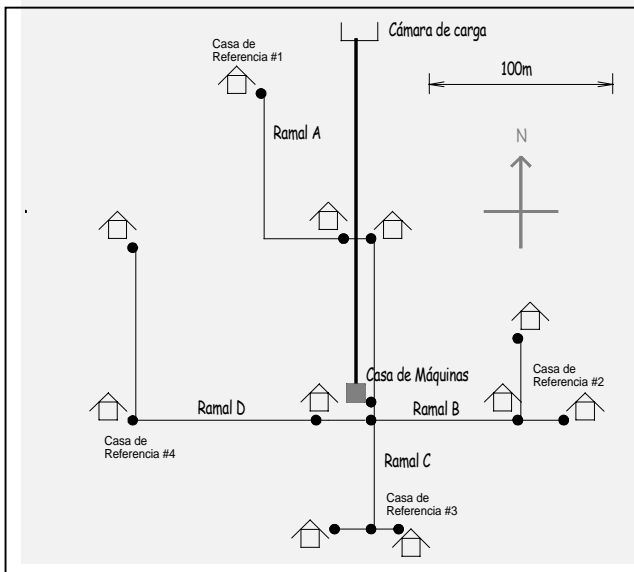 Cámara de carga
Casa de
Referencia #1
100m
Ramal A
N
Casa de Máquinas
Casa de
Referencia #2
Ramal D
Ramal B
Casa de
Referencia #4
Ramal C
Casa de
Referencia #3